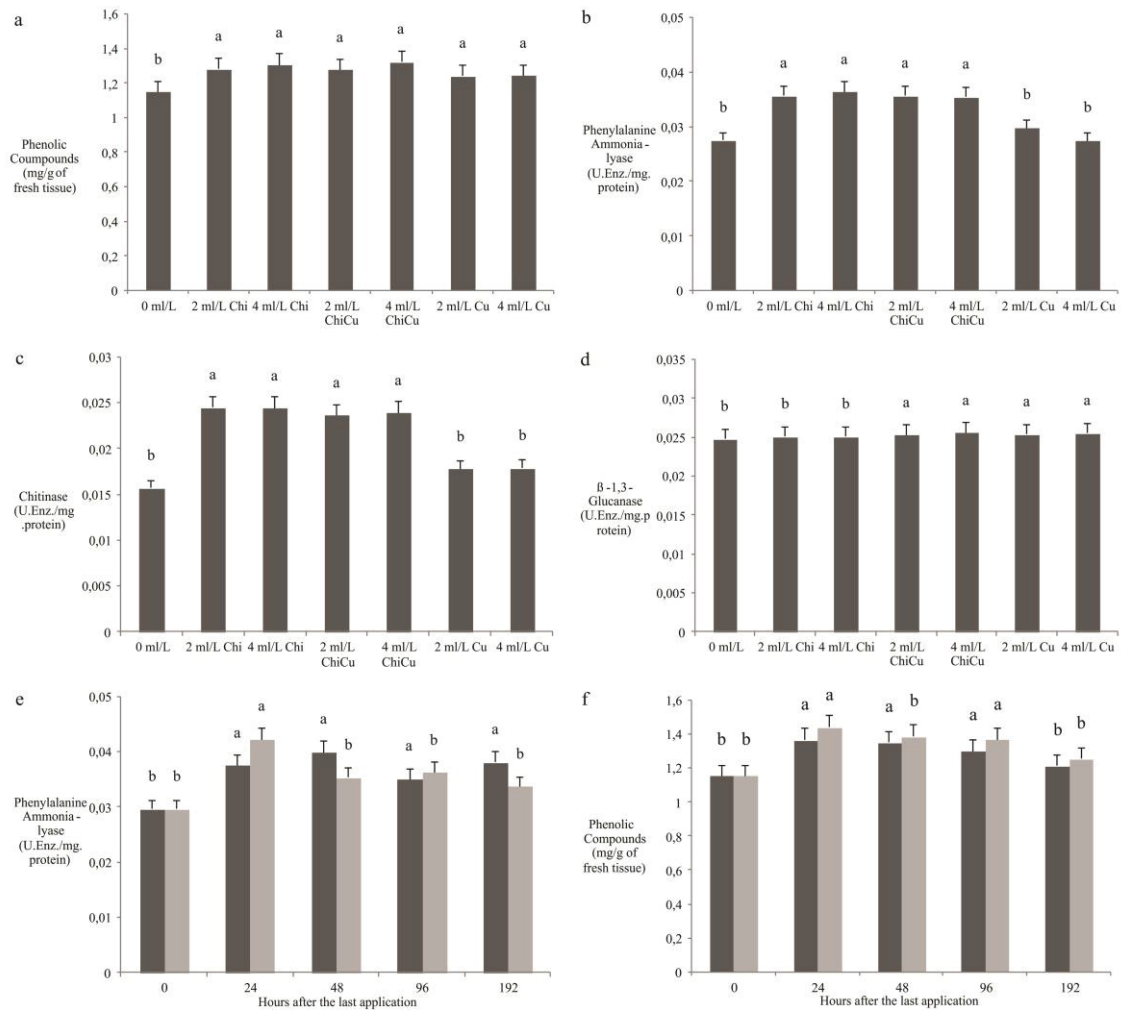 a
1,6
1,4
1,2
1
0,8
0,6
0,4
0,2
0
Phenolic
Coumpounds
(mg/g of
fresh tissue)
b a a a a a a
0 ml/L 2 ml/L Chi 4 ml/L Chi 2 ml/L 4 ml/L 2 ml/L Cu 4 ml/L Cu
ChiCu ChiCu
b
0,05
0,04
0,03
0,02
0,01
0
Phenylalanine
Ammonia -
lyase
(U.Enz./mg.
protein)
b a a a a b b
0 ml/L 2 ml/L Chi 4 ml/L Chi 2 ml/L 4 ml/L 2 ml/L Cu 4 ml/L Cu
ChiCu ChiCu
c
0,03
0,025
0,02
0,015
0,01
0,005
0
Chitinase
(U.Enz./mg
.protein)
b a a a a b b
0 ml/L 2 ml/L Chi 4 ml/L Chi 2 ml/L 4 ml/L 2 ml/L Cu 4 ml/L Cu
ChiCu ChiCu
d
0,035
0,03
0,025
0,02
0,015
0,01
0,005
0
ß -1,3-
Glucanase
(U.Enz./mg.p
rotein)
b b b a a a a
0 ml/L 2 ml/L Chi 4 ml/L Chi 2 ml/L 4 ml/L 2 ml/L Cu 4 ml/L Cu
ChiCu ChiCu
e
0,05
0,04
0,03
0,02
0,01
0
Phenylalanine
Ammonia -
lyase
(U.Enz./mg.
protein)
b b a a a b a b a b
0 24 48 96 192
Hours after the last application
f
1,6
1,4
1,2
1
0,8
0,6
0,4
0,2
0
Phenolic
Compounds
(mg/g of
fresh tissue)
b b a a a b a a b b
0 24 48 96 192
Hours after the last application